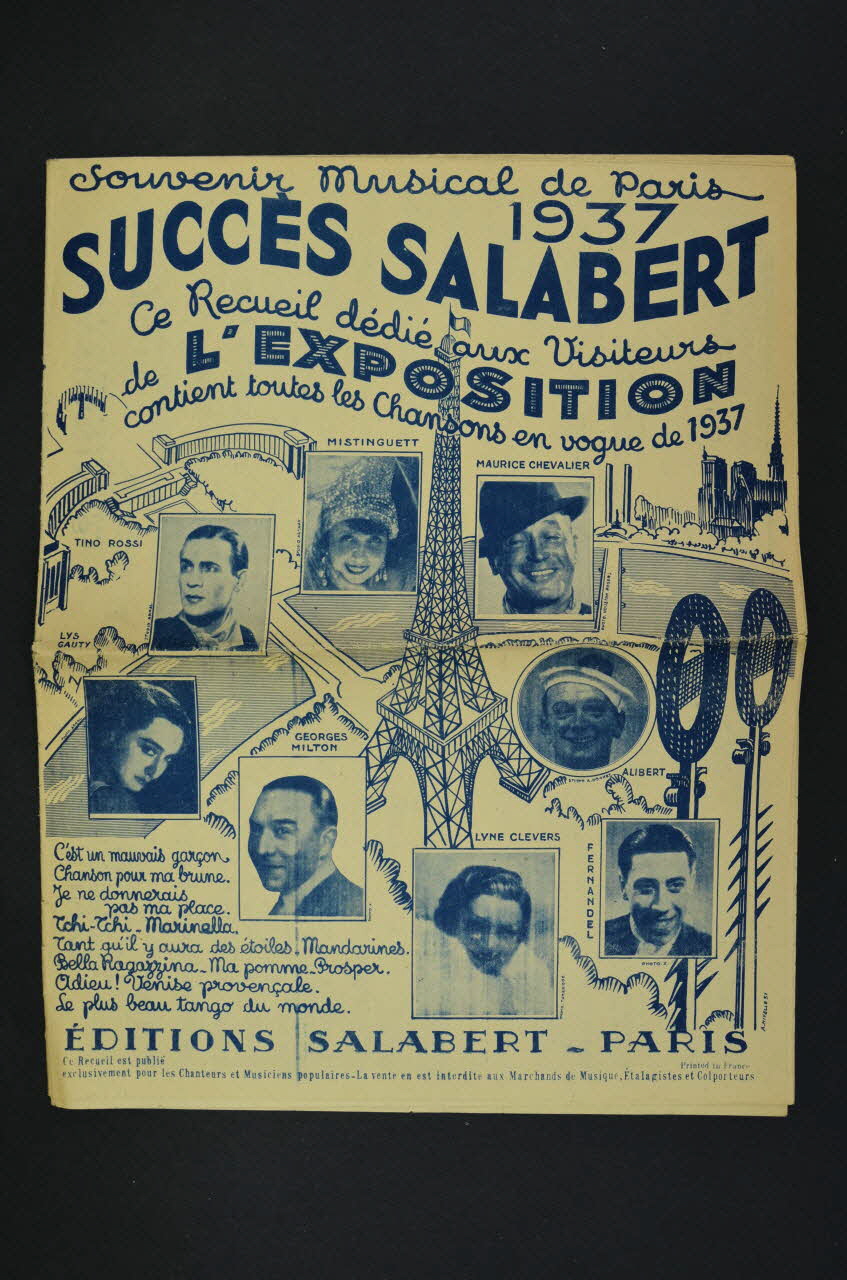 Souvenir Musical de Paris
1937
SUCCÈS SALABERT
Ce Recueil dédié aux Visiteurs
de L'EXPOSITION
contient toutes les Chansons en vogue de 1937
MISTINGUETT
MAURICE CHEVALIER
TINO ROSSI
LYS
GAUTY
GEORGES
MILTON
ALIBERT
LYNE CLEVERS
FERNANDEL
PHOTO X.
C'est un mauvais garçon
Chanson pour ma brune.
Je ne donnerais
pas ma place.
Tchi-Tchi _ Marinella.
Tant qu'il y aura des étoiles. Mandarines.
Bella Ragazzina_ Ma pomme_Prosper.
Adieu! Venise provençale.
Le plus beau tango du monde.
ÉDITIONS SALABERT _ PARIS
Ce Recueil est publié
Printed in France
exclusivement pour les Chanteurs et Musiciens populaires_La vente en est interdite aux Marchands de Musique, Étalagistes et Colporteurs